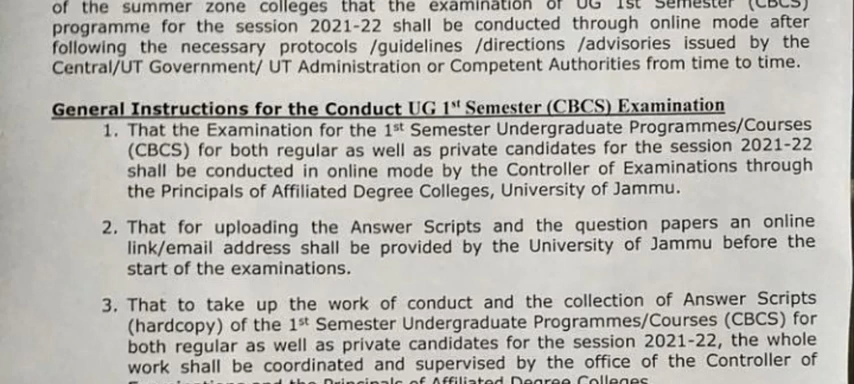 of the summer zone colleges that the examination of UG 1st Semester (CBCS)
programme for the session 2021-22 shall be conducted through online mode after
following the necessary protocols /guidelines /directions /advisories issued by the
Central/UT Government/ UT Administration or Competent Authorities from time to time.
General Instructions for the Conduct UG 1st Semester (CBCS) Examination
1. That the Examination for the 1st Semester Undergraduate Programmes/Courses
(CBCS) for both regular as well as private candidates for the session 2021-22
shall be conducted in online mode by the Controller of Examinations through
the Principals of Affiliated Degree Colleges, University of Jammu.
2. That for uploading the Answer Scripts and the question papers an online
link/email address shall be provided by the University of Jammu before the
start of the examinations.
3. That to take up the work of conduct and the collection of Answer Scripts
(hardcopy) of the 1st Semester Undergraduate Programmes/Courses (CBCS) for
both regular as well as private candidates for the session 2021-22, the whole
work shall be coordinated and supervised by the office of the Controller of
Examinations and the Principals of Affiliated Degree Colleges